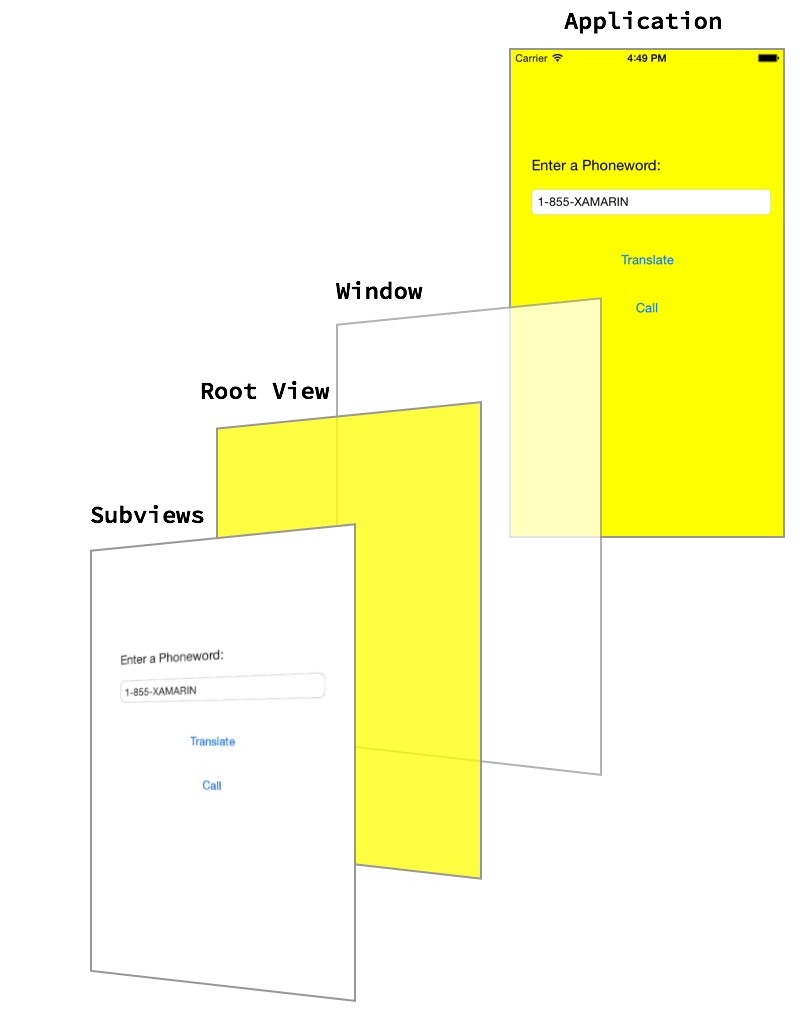 Application
Carrier 4:49 PM
Enter a Phoneword:
1-855-XAMARIN
Translate
Call
Window
Root View
Subviews
Enter a Phoneword:
1-855-XAMARIN
Translate
Call